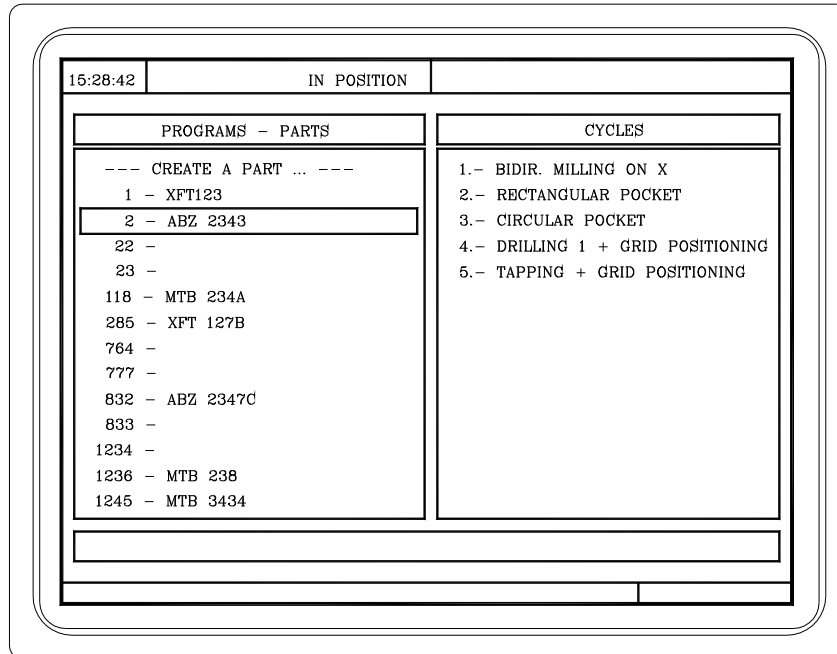 15:28:42
IN POSITION
PROGRAMS – PARTS
--- CREATE A PART ... ---
1 – XFT123
2 – ABZ 2343
22 –
23 –
118 – MTB 234A
285 – XFT 127B
764 –
777 –
832 – ABZ 2347C
833 –
1234 –
1236 – MTB 238
1245 – MTB 3434
CYCLES
1.– BIDIR. MILLING ON X
2.– RECTANGULAR POCKET
3.– CIRCULAR POCKET
4.– DRILLING 1 + GRID POSITIONING
5.– TAPPING + GRID POSITIONING